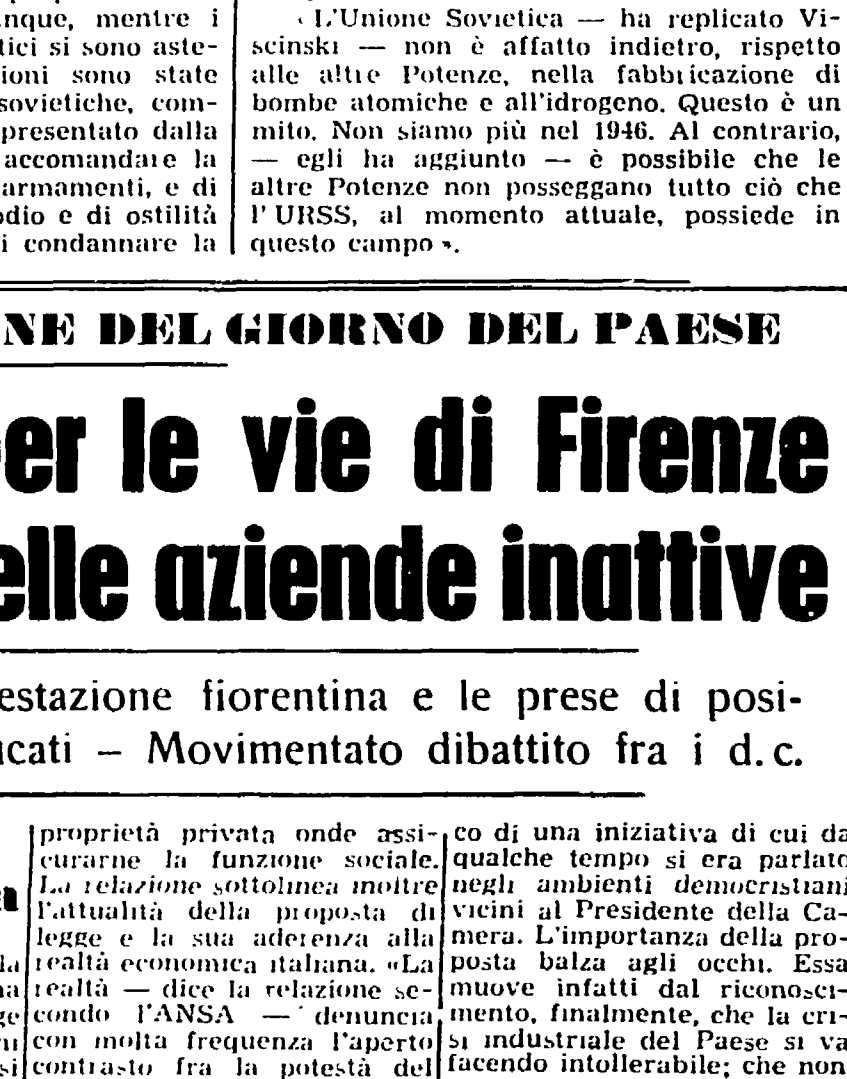 nque, mentre i
tici si sono aste-
ioni sono state
sovietiche, com-
presentato dalla
accomandare la
armamenti, e di
odio e di ostilità
i condannare la
« L'Unione Sovietica — ha replicato Vi-
scinski — non è affatto indietro, rispetto
alle altre Potenze, nella fabbricazione di
bombe atomiche e all'idrogeno. Questo è un
mito. Non siamo più nel 1946. Al contrario,
— egli ha aggiunto — è possibile che le
altre Potenze non posseggano tutto ciò che
l'URSS, al momento attuale, possiede in
questo campo ».
NE DEL GIORNO DEL PAESE
er le vie di Firenze
elle aziende inattive
estazione fiorentina e le prese di posi-
cati – Movimentato dibattito fra i d. c.
la
na
ge
ni
si
proprietà privata onde assi-
curarne la funzione sociale.
La relazione sottolinea inoltre
l'attualità della proposta di
legge e la sua aderenza alla
realtà economica italiana. «La
realtà — dice la relazione se-
condo l'ANSA — denuncia
con molta frequenza l'aperto
contrasto fra la potestà del
co di una iniziativa di cui da
qualche tempo si era parlato
negli ambienti democristiani
vicini al Presidente della Ca-
mera. L'importanza della pro-
posta balza agli occhi. Essa
muove infatti dal riconosci-
mento, finalmente, che la cri-
si industriale del Paese si va
facendo intollerabile; che non